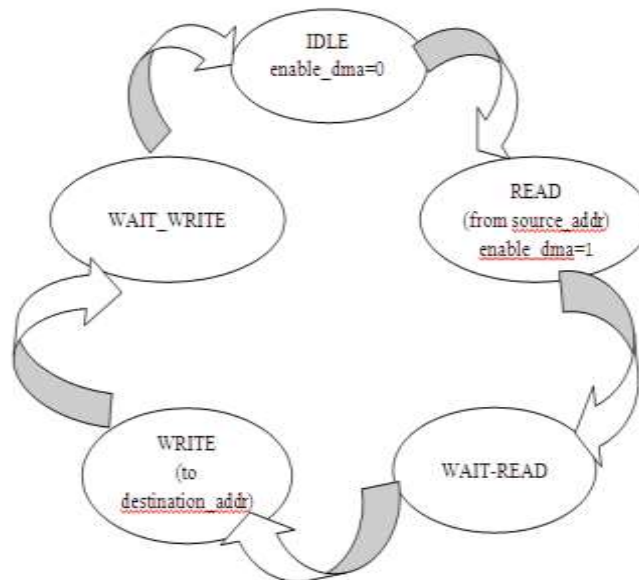 IDLE
enable_dma=0
READ
(from source_addr)
enable_dma=1
WAIT-READ
WRITE
(to
destination_addr)
WAIT_WRITE